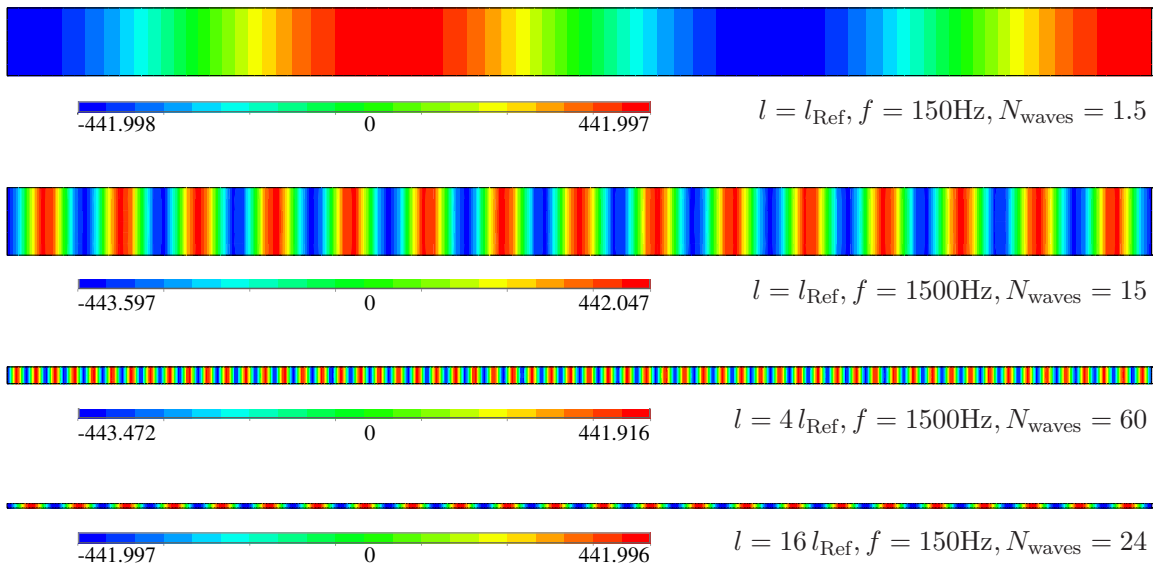 -441.998 0 441.997
l = l_Ref, f = 150Hz, N_waves = 1.5
-443.597 0 442.047
l = l_Ref, f = 1500Hz, N_waves = 15
-443.472 0 441.916
l = 4 l_Ref, f = 1500Hz, N_waves = 60
-441.997 0 441.996
l = 16 l_Ref, f = 150Hz, N_waves = 24